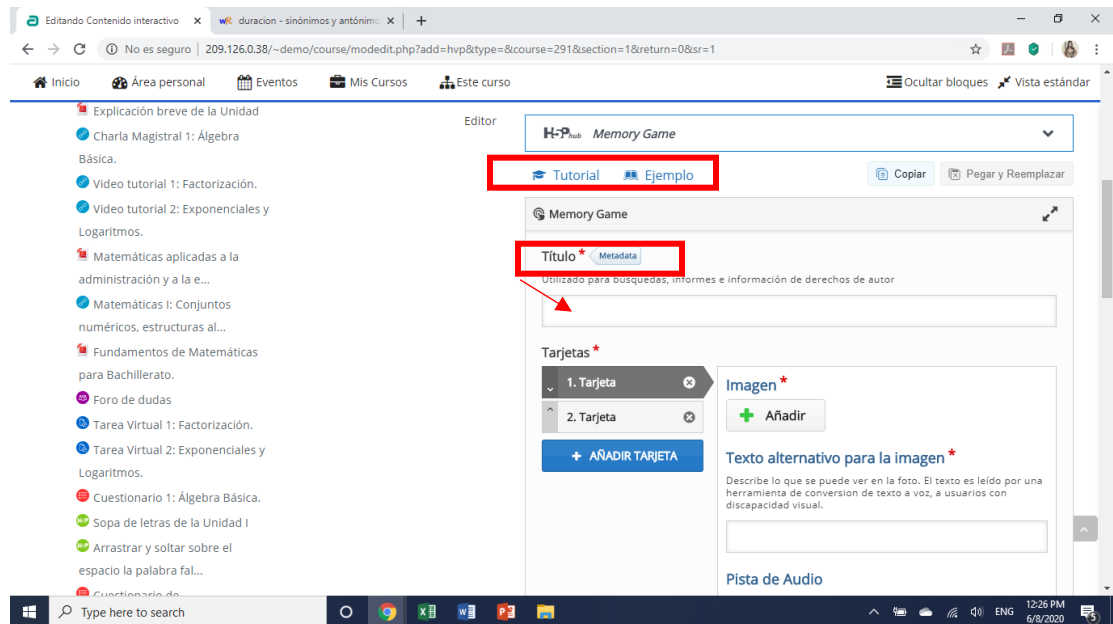 Editando Contenido interactivo
wR duracion - sinónimos y antónimo
No es seguro | 209.126.0.38/~demo/course/modedit.php?add=hvp&type=&course=291&section=1&return=0&sr=1
Inicio Área personal Eventos Mis Cursos Este curso Ocultar bloques Vista estándar
Explicación breve de la Unidad
Charla Magistral 1: Álgebra
Básica.
Video tutorial 1: Factorización.
Video tutorial 2: Exponenciales y
Logaritmos.
Matemáticas aplicadas a la
administración y a la e...
Matemáticas I: Conjuntos
numéricos, estructuras al...
Fundamentos de Matemáticas
para Bachillerato.
Foro de dudas
Tarea Virtual 1: Factorización.
Tarea Virtual 2: Exponenciales y
Logaritmos.
Cuestionario 1: Álgebra Básica.
Sopa de letras de la Unidad I
Arrastrar y soltar sobre el
espacio la palabra fal...
Cuestionario de
Editor
H5P hub Memory Game
Tutorial Ejemplo Copiar Pegar y Reemplazar
Memory Game
Título * Metadata
Utilizado para búsquedas, informes e información de derechos de autor
Tarjetas *
1. Tarjeta
2. Tarjeta
+ AÑADIR TARJETA
Imagen *
Añadir
Texto alternativo para la imagen *
Describe lo que se puede ver en la foto. El texto es leído por una
herramienta de conversion de texto a voz, a usuarios con
discapacidad visual.
Pista de Audio
Type here to search
ENG
12:26 PM
6/8/2020
5